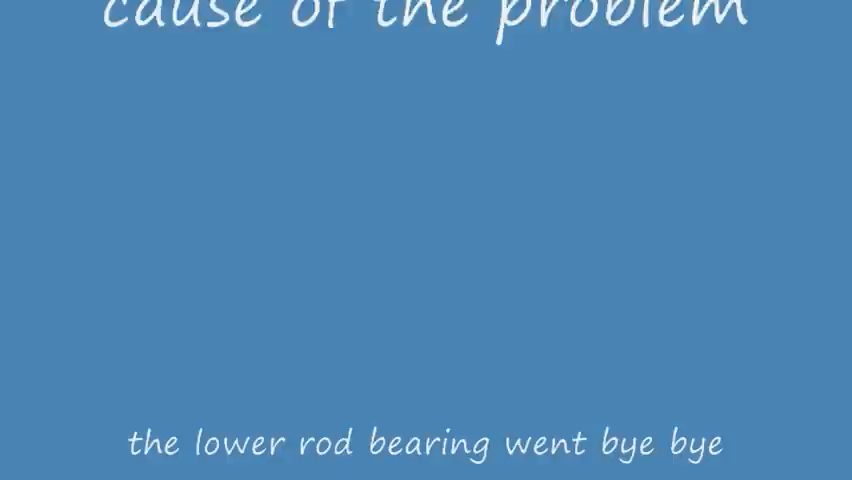 cause of the problem
the lower rod bearing went bye bye